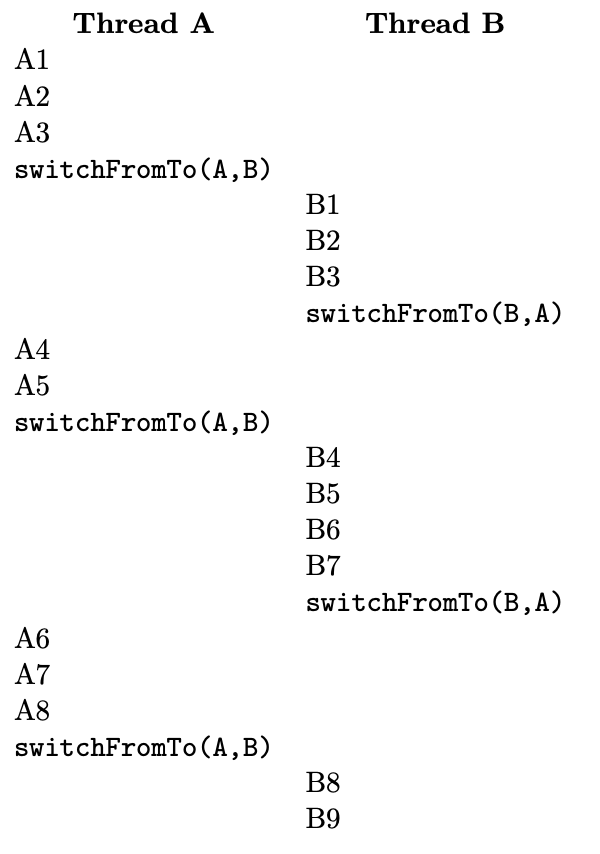 Thread A Thread B
A1
A2
A3
switchFromTo(A,B)
B1
B2
B3
switchFromTo(B,A)
A4
A5
switchFromTo(A,B)
B4
B5
B6
B7
switchFromTo(B,A)
A6
A7
A8
switchFromTo(A,B)
B8
B9